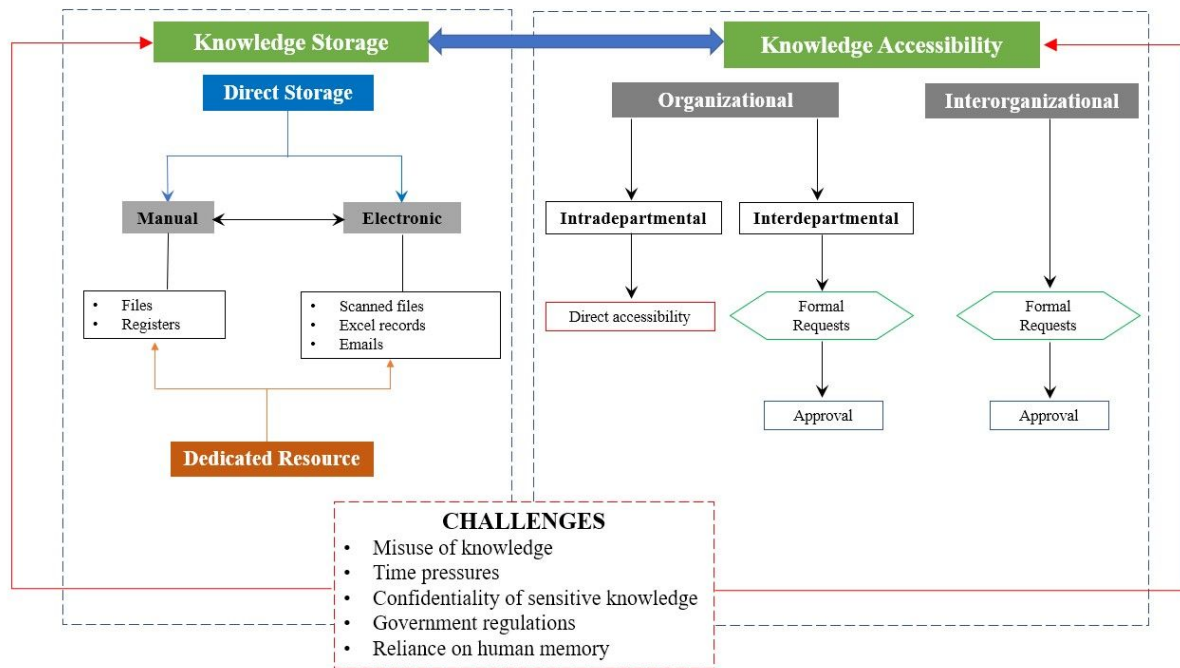 Knowledge Storage
Knowledge Accessibility
Direct Storage
Organizational
Interorganizational
Manual
Electronic
Intradepartmental
Interdepartmental
• Files
• Registers
• Scanned files
• Excel records
• Emails
Direct accessibility
Formal
Requests
Formal
Requests
Approval
Approval
Dedicated Resource
CHALLENGES
• Misuse of knowledge
• Time pressures
• Confidentiality of sensitive knowledge
• Government regulations
• Reliance on human memory